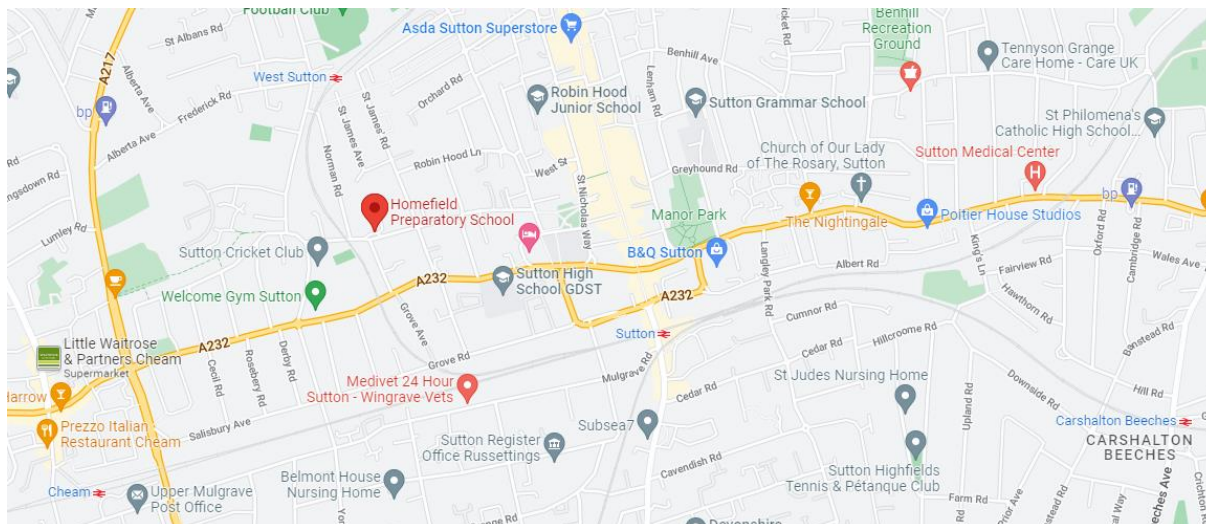 Football Club
Asda Sutton Superstore
Benhill
Recreation
Ground
St Albans Rd
A217
Alberta Ave
West Sutton
Benhill Ave
Tennyson Grange
Care Home - Care UK
Orchard Rd
Lenham Rd
bp
Frederick Rd
Robin Hood
Junior School
Sutton Grammar School
St James' Rd
St James Ave
St Philomena's
Catholic High School...
Alberta Ave
Norman Rd
Robin Hood Ln
West St
Greyhound Rd
Church of Our Lady
of The Rosary, Sutton
Sutton Medical Center
St Nicholas Way
bp
Homefield
Preparatory School
Manor Park
The Nightingale
Poitier House Studios
Lumley Rd
Sutton Cricket Club
B&Q Sutton
Langley Park Rd
Albert Rd
King's Ln
Fairview Rd
Oxford Rd
Cambridge Rd
Wales Ave
A232
Sutton High
School GDST
Welcome Gym Sutton
A232
Hawthorn Rd
Grove Ave
Cumnor Rd
Sutton
Hillcroome Rd
Banstead Rd
A232
Little Waitrose
& Partners Cheam
Supermarket
Cecil Rd
Rosebery Rd
Derby Rd
Grove Rd
Mulgrave Rd
Cedar Rd
St Judes Nursing Home
Hill Rd
Harrow
Medivet 24 Hour
Sutton - Wingrave Vets
Cedar Rd
Downside Rd
Upland Rd
Prezzo Italian
Restaurant Cheam
Salisbury Ave
Subsea7
Carshalton Beeches
CARSHALTON
BEECHES
Sutton Register
Office Russettings
Cavendish Rd
Belmont House
Nursing Home
Sutton Highfields
Tennis & Pétanque Club
Cheam
Upper Mulgrave
Post Office
Farm Rd
Prior Ave
Crichton Rd
Devonshire